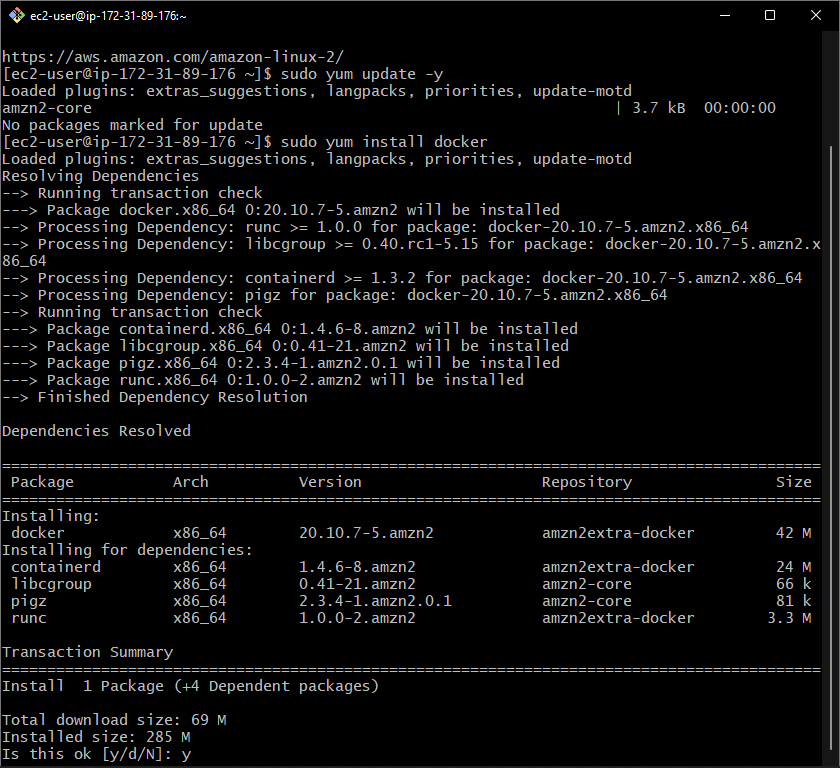 ec2-user@ip-172-31-89-176:~
https://aws.amazon.com/amazon-linux-2/
[ec2-user@ip-172-31-89-176 ~]$ sudo yum update -y
Loaded plugins: extras_suggestions, langpacks, priorities, update-motd
amzn2-core                                                          | 3.7 kB  00:00:00
No packages marked for update
[ec2-user@ip-172-31-89-176 ~]$ sudo yum install docker
Loaded plugins: extras_suggestions, langpacks, priorities, update-motd
Resolving Dependencies
--> Running transaction check
---> Package docker.x86_64 0:20.10.7-5.amzn2 will be installed
--> Processing Dependency: runc >= 1.0.0 for package: docker-20.10.7-5.amzn2.x86_64
--> Processing Dependency: libcgroup >= 0.40.rc1-5.15 for package: docker-20.10.7-5.amzn2.x
86_64
--> Processing Dependency: containerd >= 1.3.2 for package: docker-20.10.7-5.amzn2.x86_64
--> Processing Dependency: pigz for package: docker-20.10.7-5.amzn2.x86_64
--> Running transaction check
---> Package containerd.x86_64 0:1.4.6-8.amzn2 will be installed
---> Package libcgroup.x86_64 0:0.41-21.amzn2 will be installed
---> Package pigz.x86_64 0:2.3.4-1.amzn2.0.1 will be installed
---> Package runc.x86_64 0:1.0.0-2.amzn2 will be installed
--> Finished Dependency Resolution
Dependencies Resolved
===========================================================================================
 Package           Arch          Version                    Repository                Size
===========================================================================================
Installing:
 docker            x86_64        20.10.7-5.amzn2            amzn2extra-docker         42 M
Installing for dependencies:
 containerd        x86_64        1.4.6-8.amzn2              amzn2extra-docker         24 M
 libcgroup         x86_64        0.41-21.amzn2              amzn2-core                66 k
 pigz              x86_64        2.3.4-1.amzn2.0.1          amzn2-core                81 k
 runc              x86_64        1.0.0-2.amzn2              amzn2extra-docker        3.3 M
Transaction Summary
===========================================================================================
Install  1 Package (+4 Dependent packages)
Total download size: 69 M
Installed size: 285 M
Is this ok [y/d/N]: y